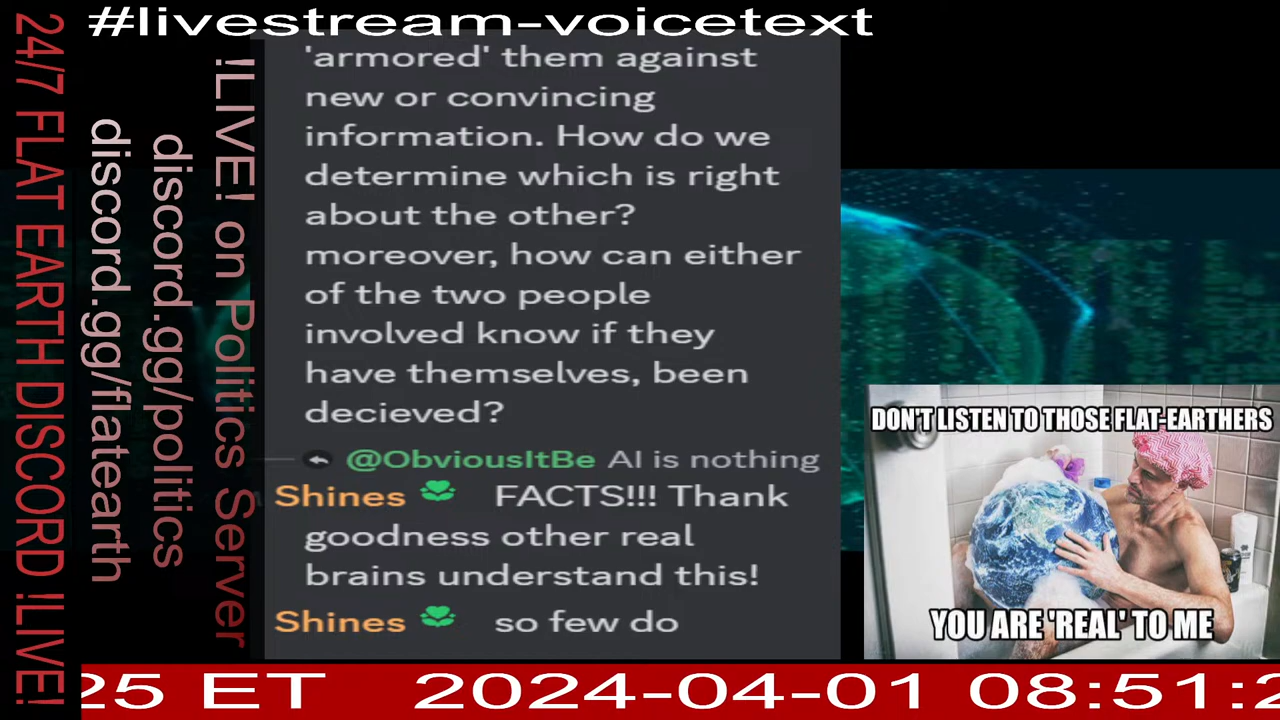 #livestream-voicetext
24/7 FLAT EARTH DISCORD !LIVE!
discord.gg/flatearth
discord.gg/politics
!LIVE! on Politics Server
'armored' them against
new or convincing
information. How do we
determine which is right
about the other?
moreover, how can either
of the two people
involved know if they
have themselves, been
decieved?
@ObviousItBe AI is nothing
Shines FACTS!!! Thank
goodness other real
brains understand this!
Shines so few do
DON'T LISTEN TO THOSE FLAT-EARTHERS
YOU ARE 'REAL' TO ME
25 ET 2024-04-01 08:51:2